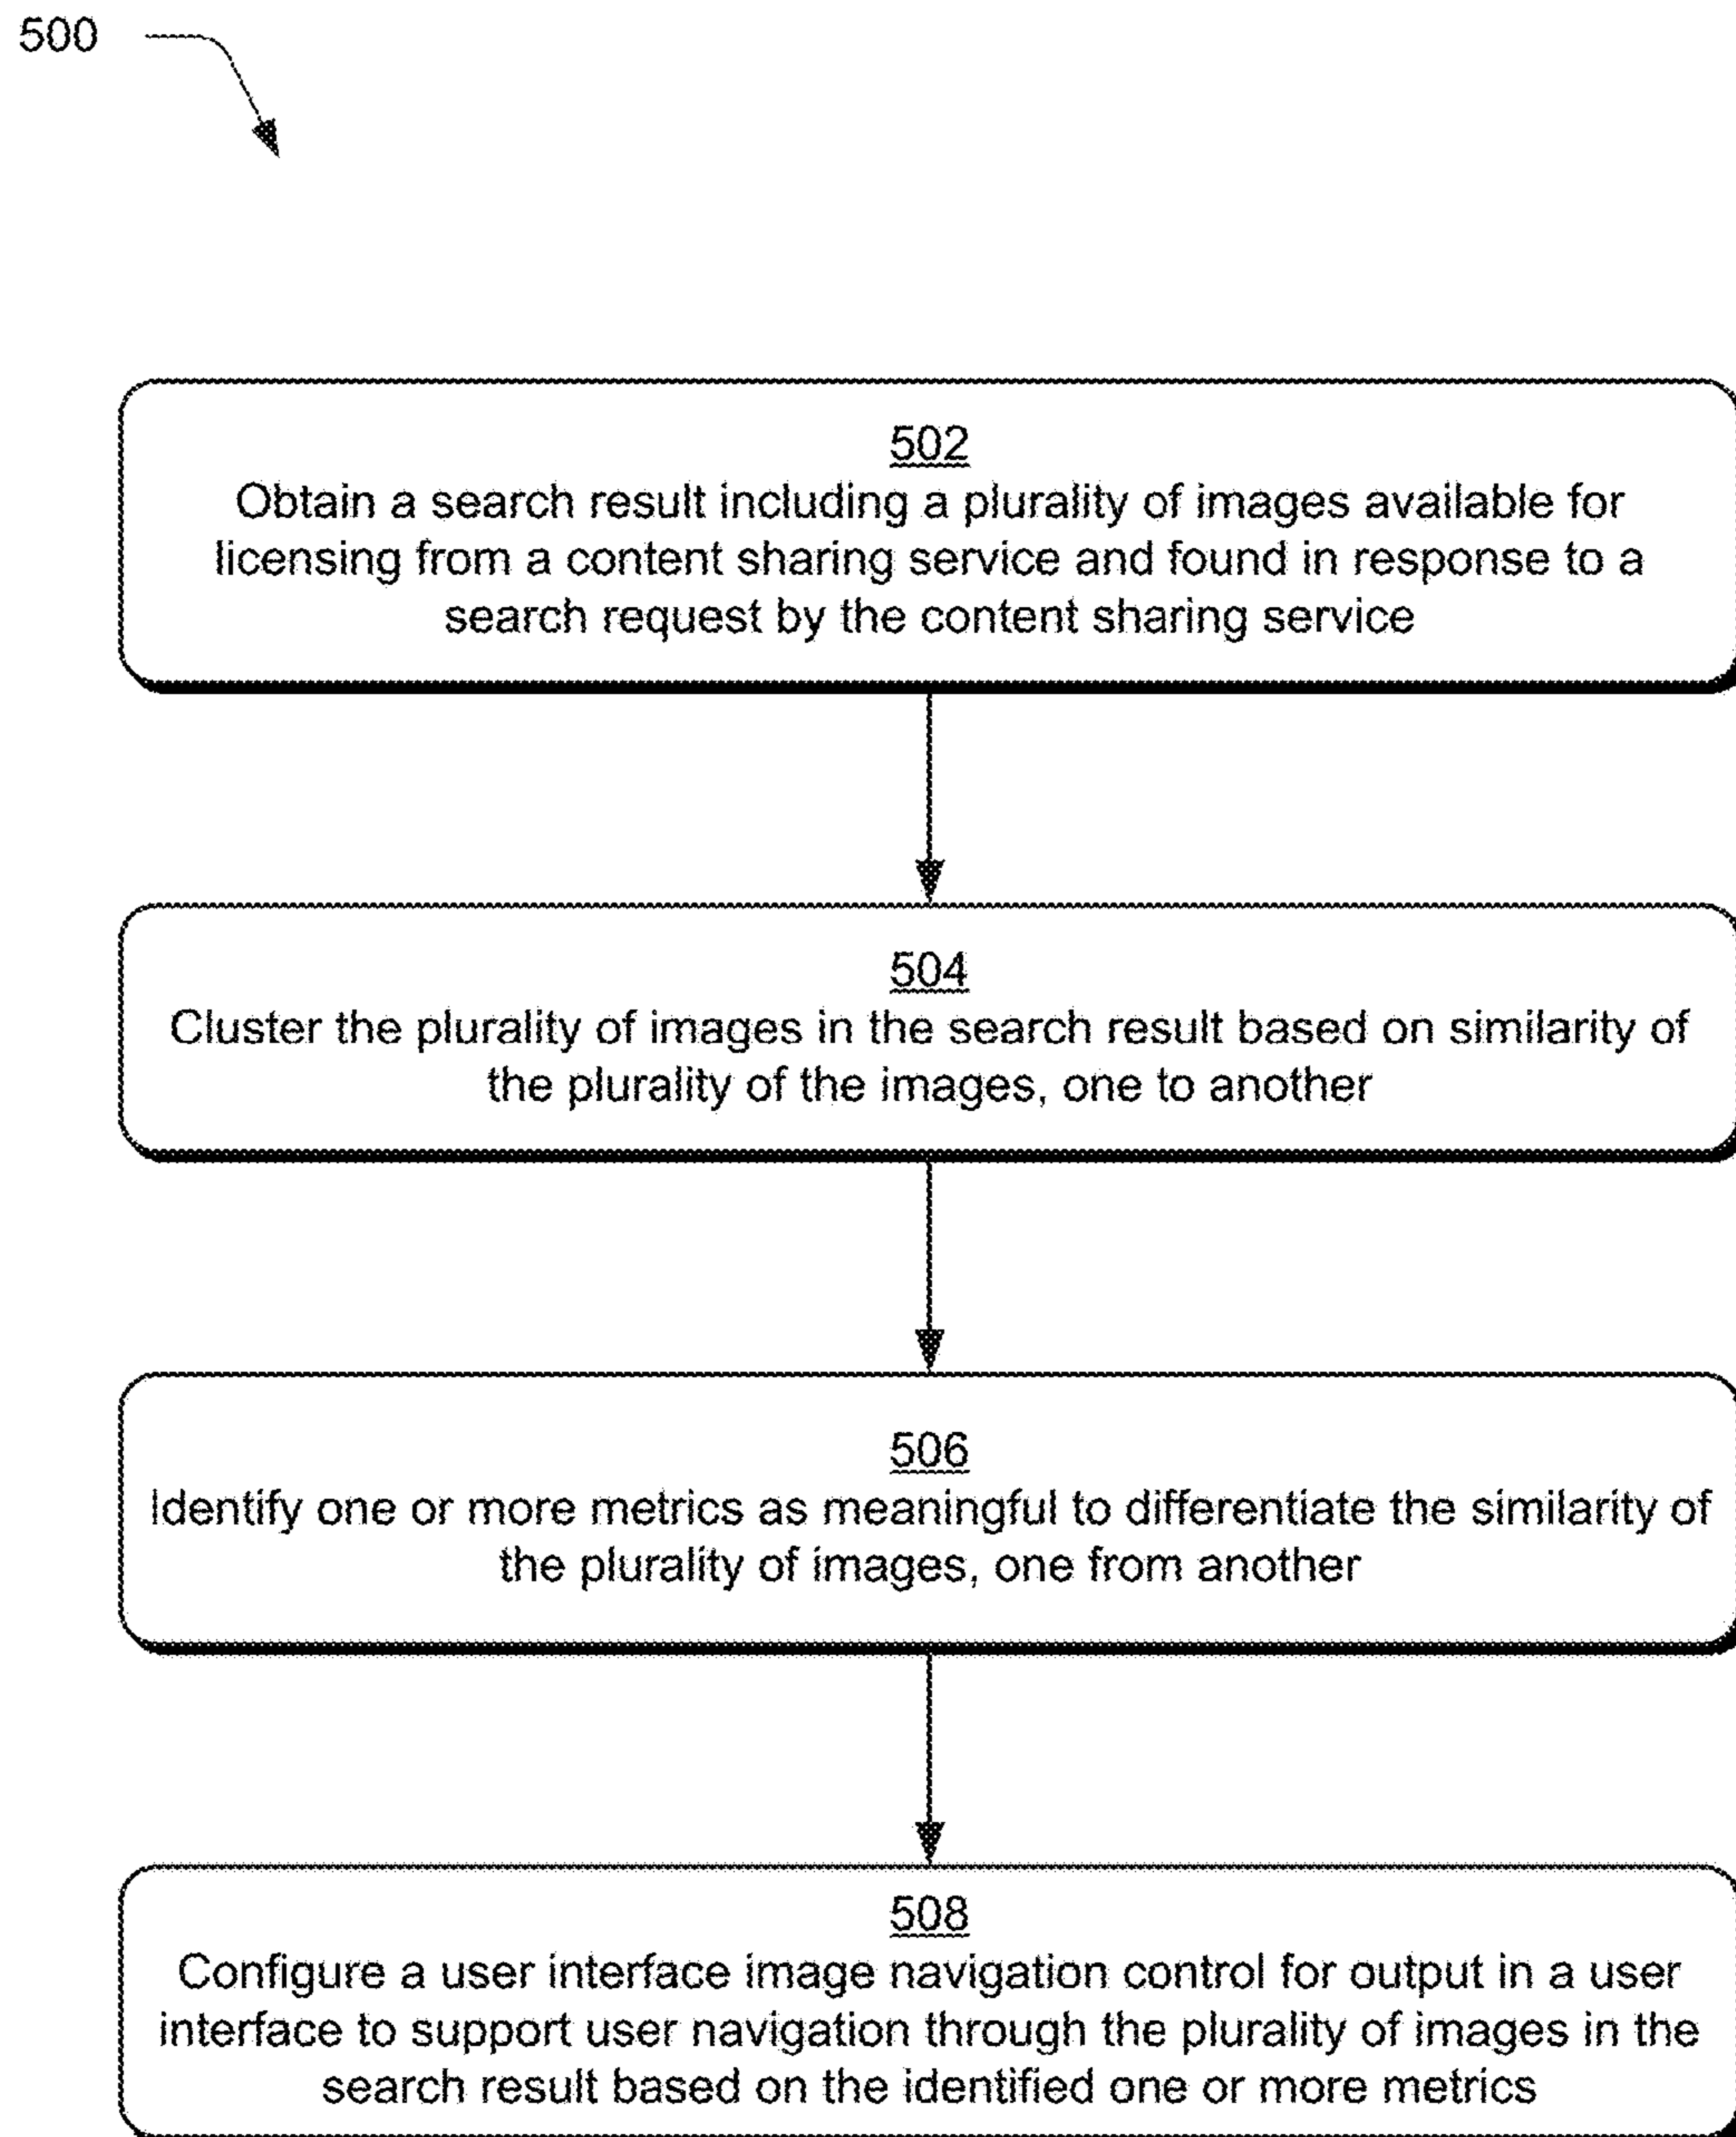 500
502
Obtain a search result including a plurality of images available for
licensing from a content sharing service and found in response to a
search request by the content sharing service
504
Cluster the plurality of images in the search result based on similarity of
the plurality of the images, one to another
506
Identify one or more metrics as meaningful to differentiate the similarity of
the plurality of images, one from another
508
Configure a user interface image navigation control for output in a user
interface to support user navigation through the plurality of images in the
search result based on the identified one or more metrics